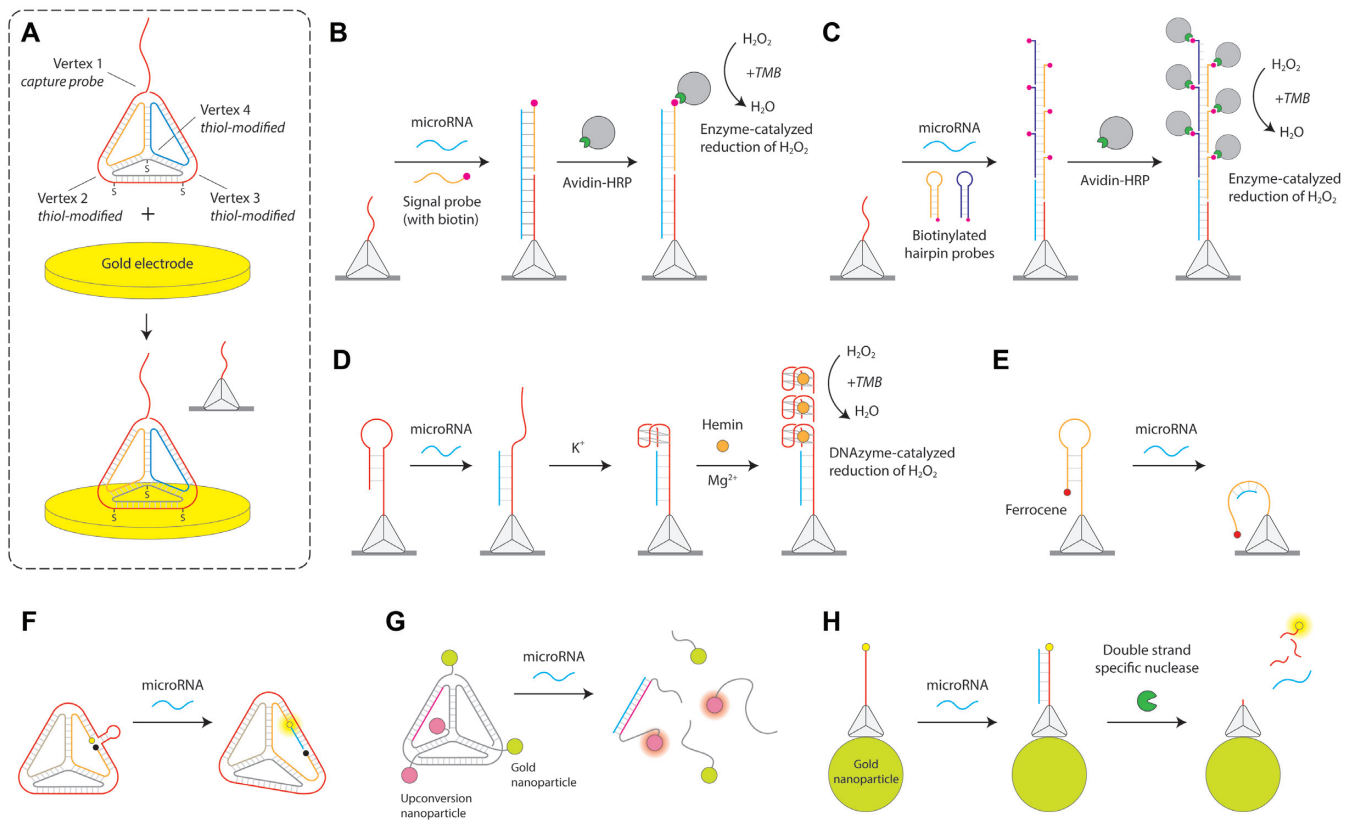 A
Vertex 1
capture probe
Vertex 4
thiol-modified
S
S
S
Vertex 2
thiol-modified
Vertex 3
thiol-modified
+
Gold electrode
S
S
S
B
microRNA
Signal probe
(with biotin)
Avidin-HRP
H₂O₂
+TMB
H₂O
Enzyme-catalyzed
reduction of H₂O₂
C
microRNA
Biotinylated
hairpin probes
Avidin-HRP
H₂O₂
+TMB
H₂O
Enzyme-catalyzed
reduction of H₂O₂
D
microRNA
K⁺
Hemin
Mg²⁺
H₂O₂
+TMB
H₂O
DNAzyme-catalyzed
reduction of H₂O₂
E
microRNA
Ferrocene
F
microRNA
G
microRNA
Gold
nanoparticle
Upconversion
nanoparticle
H
Gold
nanoparticle
microRNA
Double strand
specific nuclease